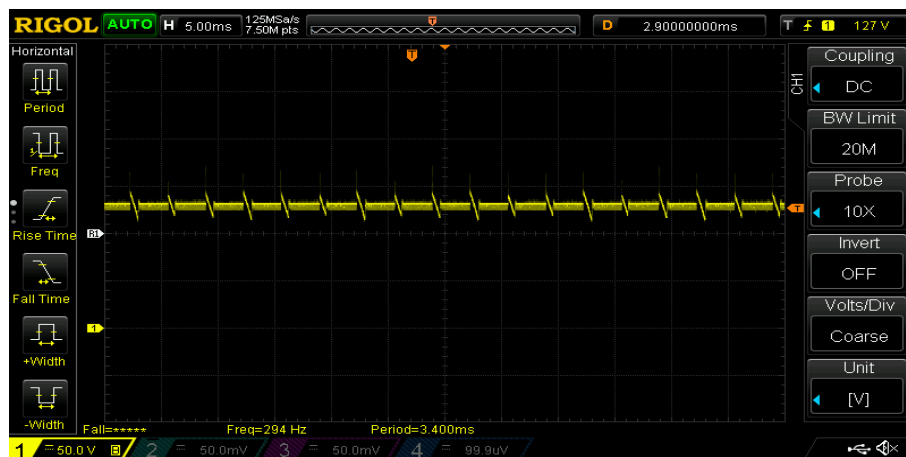 RIGOL AUTO H 5.00ms 125MSa/s 7.50M pts D 2.90000000ms T 1 127 V
Horizontal
Period
Freq
Rise Time
Fall Time
+Width
-Width
T
T
R1
1
T
CH1
Coupling
DC
BW Limit
20M
Probe
10X
Invert
OFF
Volts/Div
Coarse
Unit
[V]
Fall=***** Freq=294 Hz Period=3.400ms
1 = 50.0 V B 2 = 50.0mV 3 = 50.0mV 4 = 99.9uV